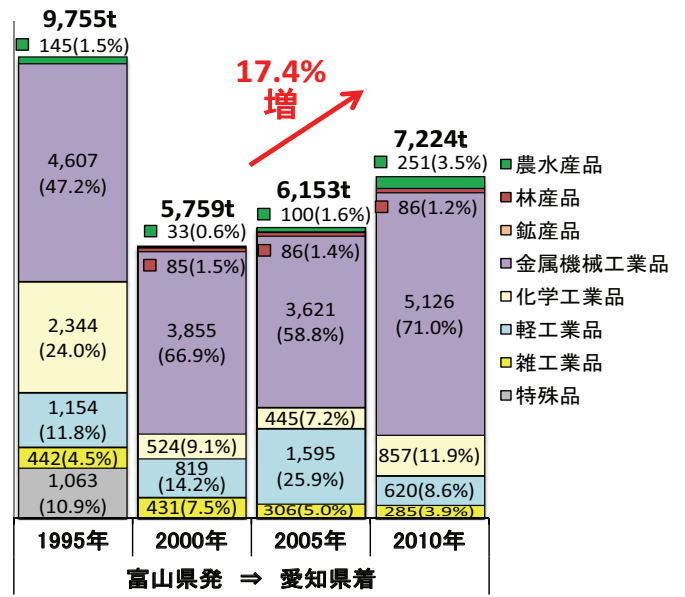 9,755t
145(1.5%)
4,607
(47.2%)
2,344
(24.0%)
1,154
(11.8%)
442(4.5%)
1,063
(10.9%)
17.4%
増
5,759t
33(0.6%)
85(1.5%)
3,855
(66.9%)
524(9.1%)
819
(14.2%)
431(7.5%)
6,153t
100(1.6%)
86(1.4%)
3,621
(58.8%)
445(7.2%)
1,595
(25.9%)
306(5.0%)
7,224t
251(3.5%)
86(1.2%)
5,126
(71.0%)
857(11.9%)
620(8.6%)
285(3.9%)
農水産品
林産品
鉱産品
金属機械工業品
化学工業品
軽工業品
雑工業品
特殊品
1995年 2000年 2005年 2010年
富山県発 ⇒ 愛知県着